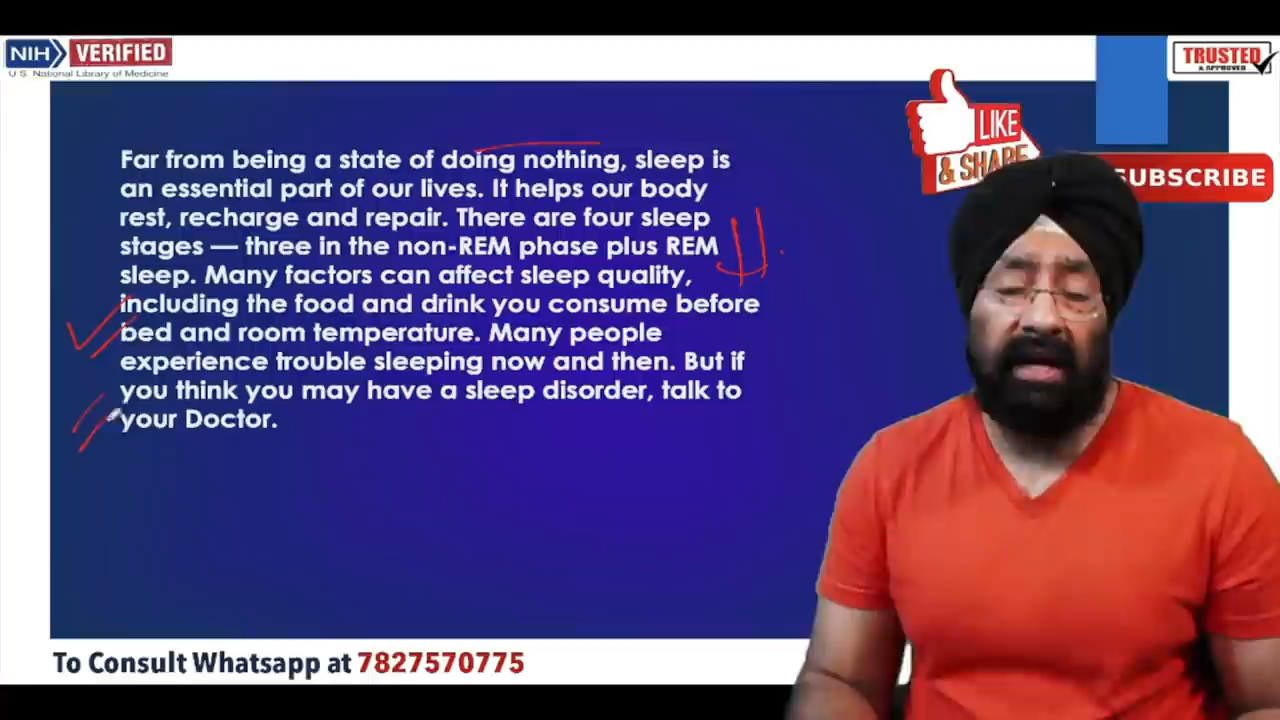 NIH VERIFIED
U.S. National Library of Medicine
TRUSTED
& APPROVED
LIKE
& SHARE
UBSCRIBE
Far from being a state of doing nothing, sleep is
an essential part of our lives. It helps our body
rest, recharge and repair. There are four sleep
stages — three in the non-REM phase plus REM
sleep. Many factors can affect sleep quality,
including the food and drink you consume before
bed and room temperature. Many people
experience trouble sleeping now and then. But if
you think you may have a sleep disorder, talk to
your Doctor.
To Consult Whatsapp at 7827570775